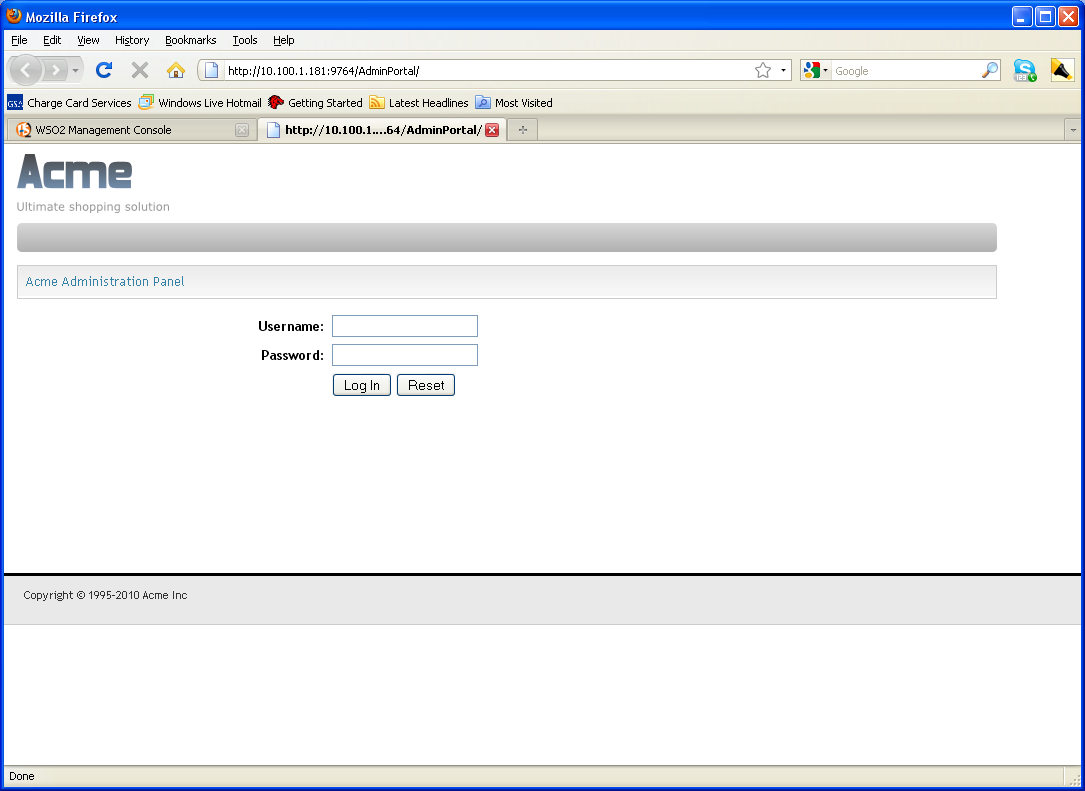 Mozilla Firefox
File Edit View History Bookmarks Tools Help
http://10.100.1.181:9764/AdminPortal/ Google
Charge Card Services Windows Live Hotmail Getting Started Latest Headlines Most Visited
WSO2 Management Console http://10.100.1....64/AdminPortal/
Acme
Ultimate shopping solution
Acme Administration Panel
Username:
Password:
Log In Reset
Copyright © 1995-2010 Acme Inc
Done